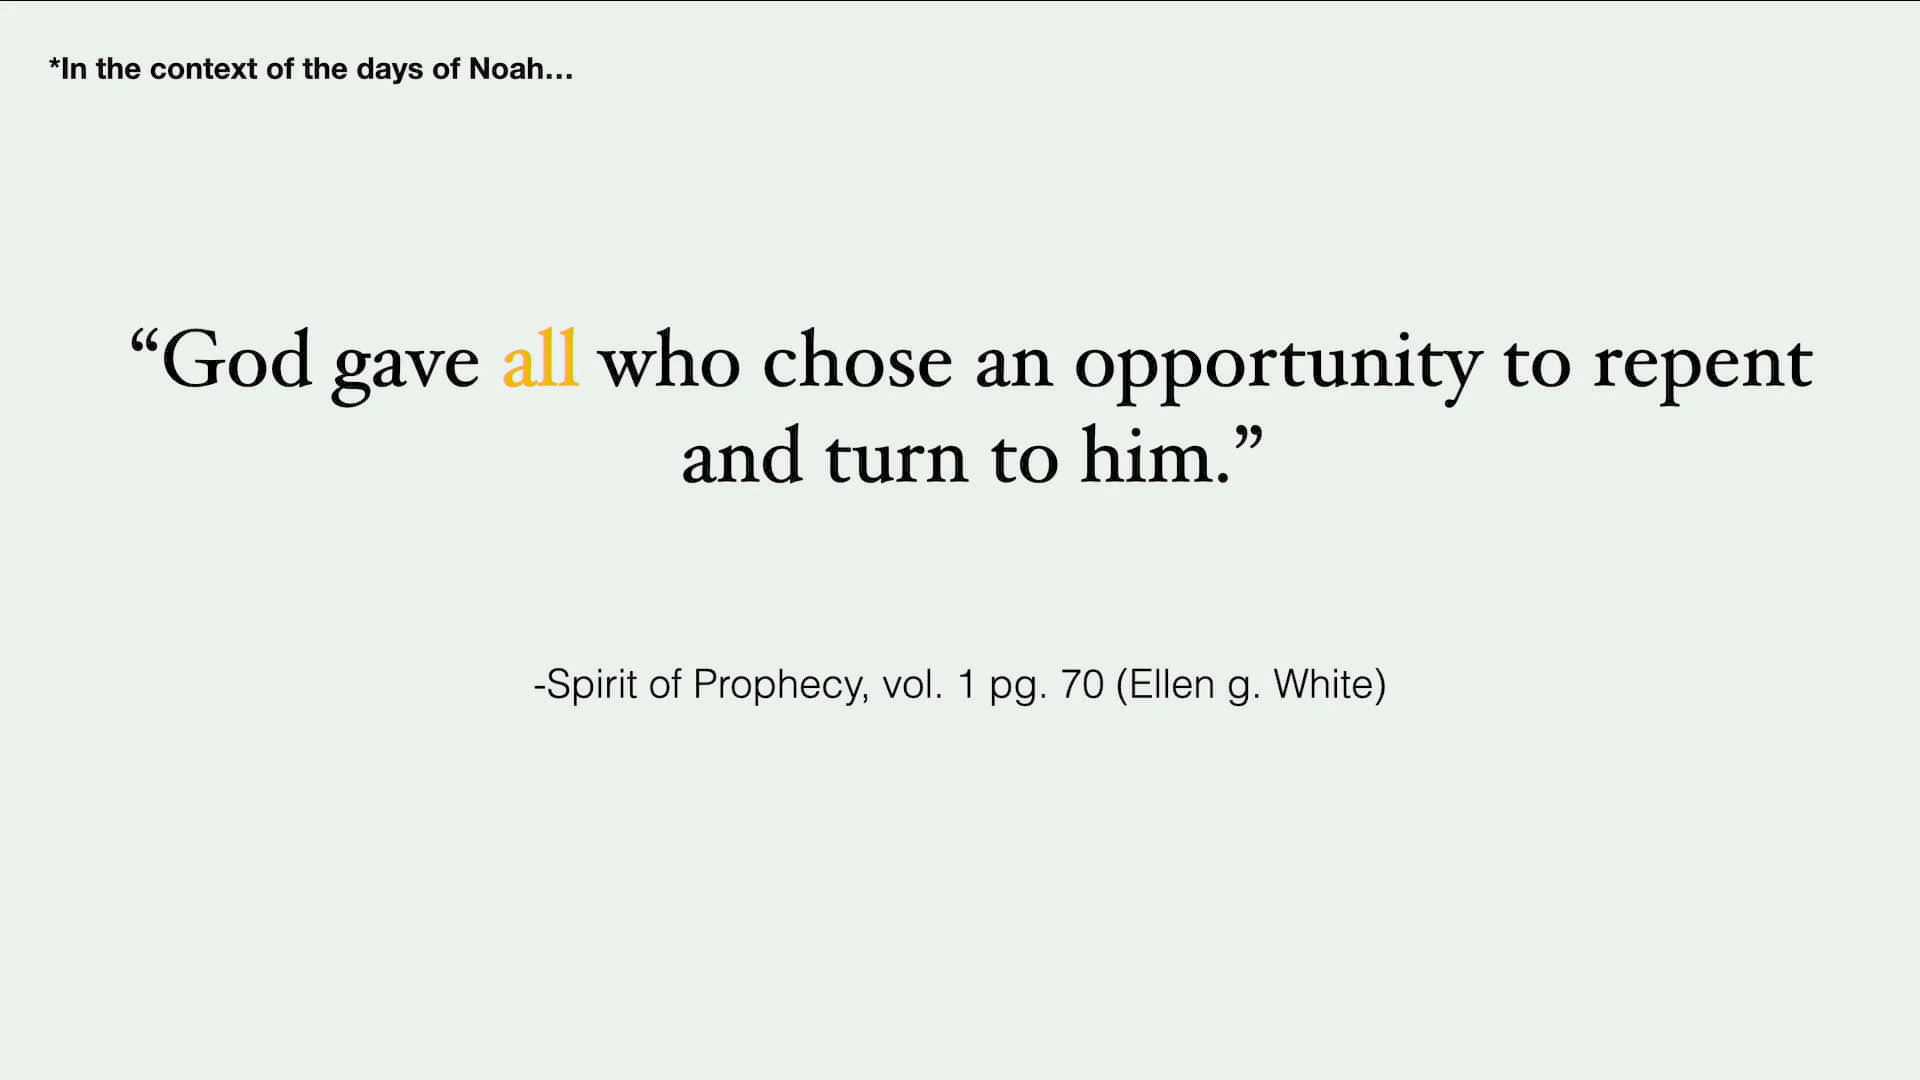 *In the context of the days of Noah...
“God gave all who chose an opportunity to repent
and turn to him.”
-Spirit of Prophecy, vol. 1 pg. 70 (Ellen g. White)